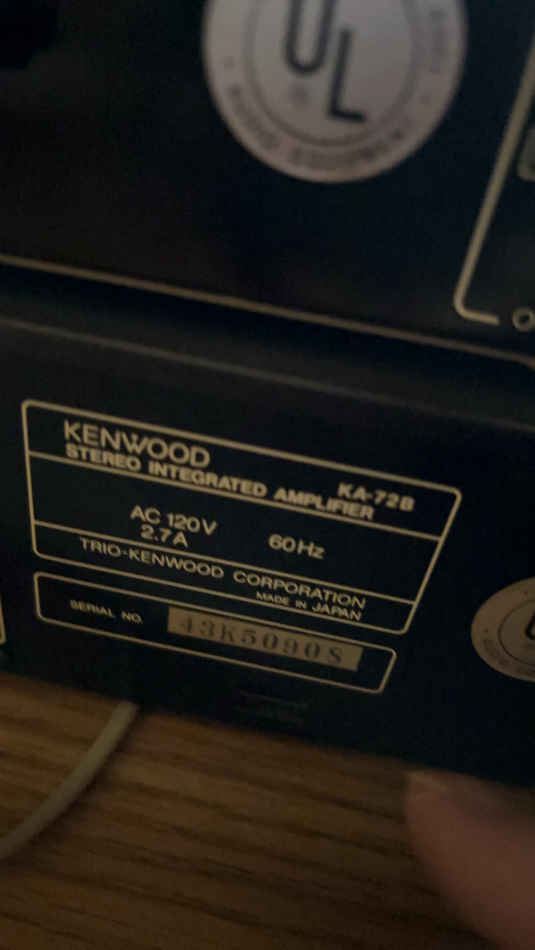 UL
KENWOOD
STEREO INTEGRATED AMPLIFIER KA-72B
AC 120V 60Hz
2.7A
TRIO-KENWOOD CORPORATION
MADE IN JAPAN
SERIAL NO. 43K50908